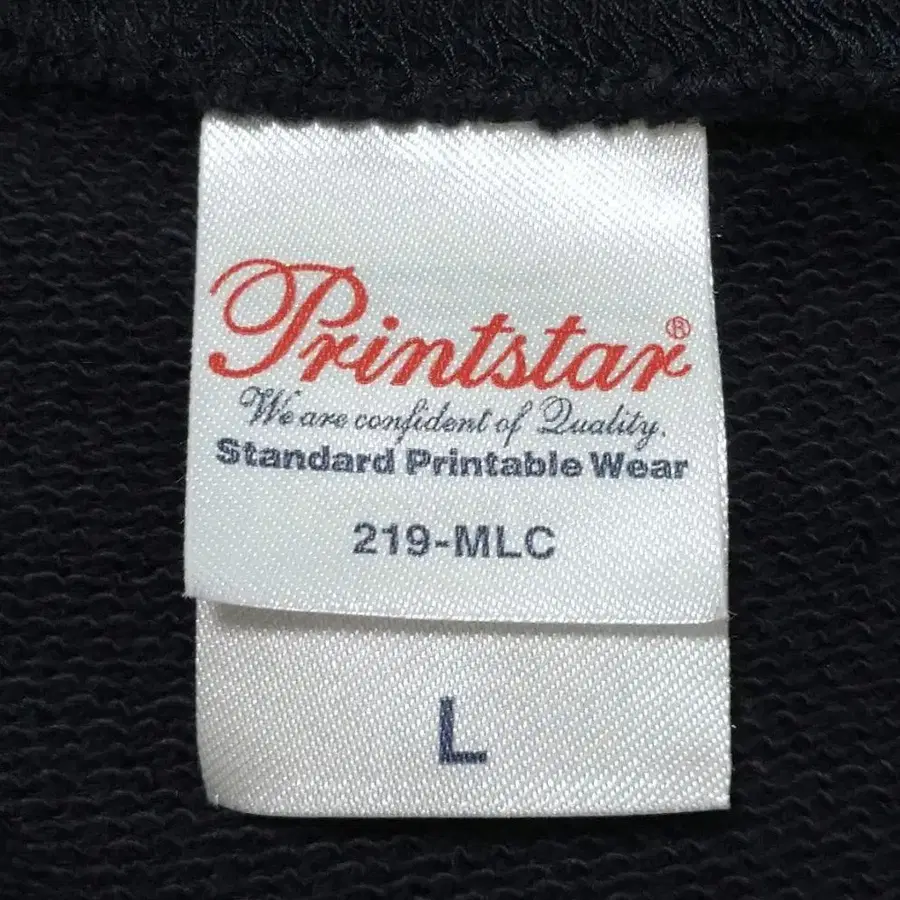 Printstar®
We are confident of Quality.
Standard Printable Wear
219-MLC
L